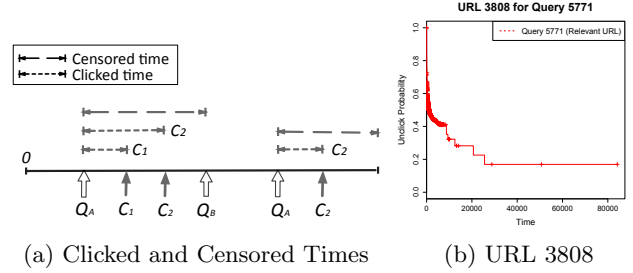 Censored time
Clicked time
C2
C1
C2
0
QA C1 C2 QB QA C2
(a) Clicked and Censored Times
URL 3808 for Query 5771
Query 5771 (Relevant URL)
Unclick Probability
1.0
0.8
0.6
0.4
0.2
0.0
0 20000 40000 60000 80000
Time
(b) URL 3808